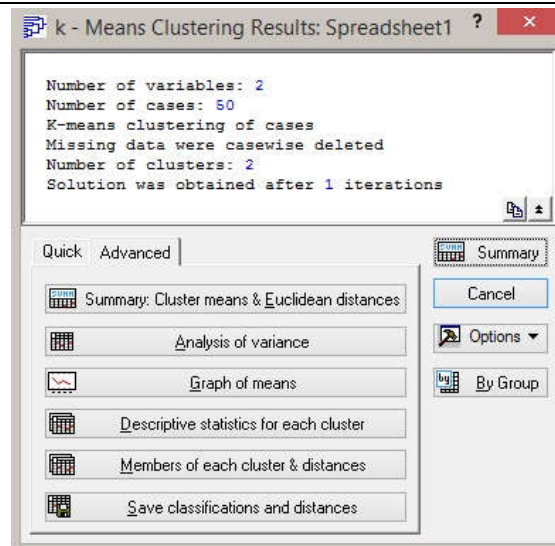 k - Means Clustering Results: Spreadsheet1 ? ×
Number of variables: 2
Number of cases: 50
K-means clustering of cases
Missing data were casewise deleted
Number of clusters: 2
Solution was obtained after 1 iterations
Quick Advanced
Summary
Summary: Cluster means & Euclidean distances
Cancel
Analysis of variance
Options
Graph of means
By Group
Descriptive statistics for each cluster
Members of each cluster & distances
Save classifications and distances